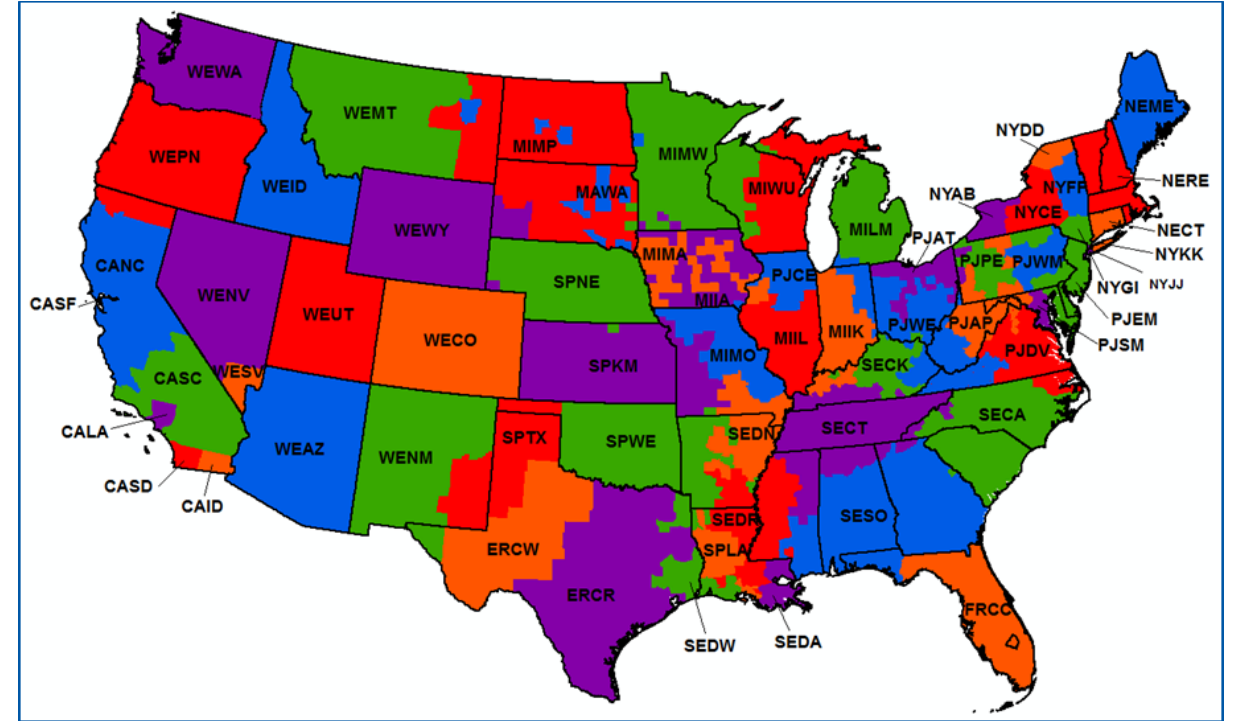 WEWA
WEMT
WEPN
WEID
MIMP
MIMW
MAWA
MIWU
NYDD
NEME
NERE
NYFF
NYAB
NYCE
NECT
NYKK
NYJJ
NYGI
WEWY
MILM
PJAT
CANC
CASF
WENV
WEUT
WECO
SPNE
MIMA
MIIA
PJCE
PJPE
PJWM
PJEM
PJSM
MIIL
MIIK
PJWE
PJAP
PJDV
WESV
CASC
SPKM
MIMO
SECK
CALA
SECA
SECT
SEDN
SPTX
SPWE
WEAZ
WENM
CASD
CAID
SEDR
SESO
ERCW
SPLA
ERCR
FRCC
SEDW
SEDA